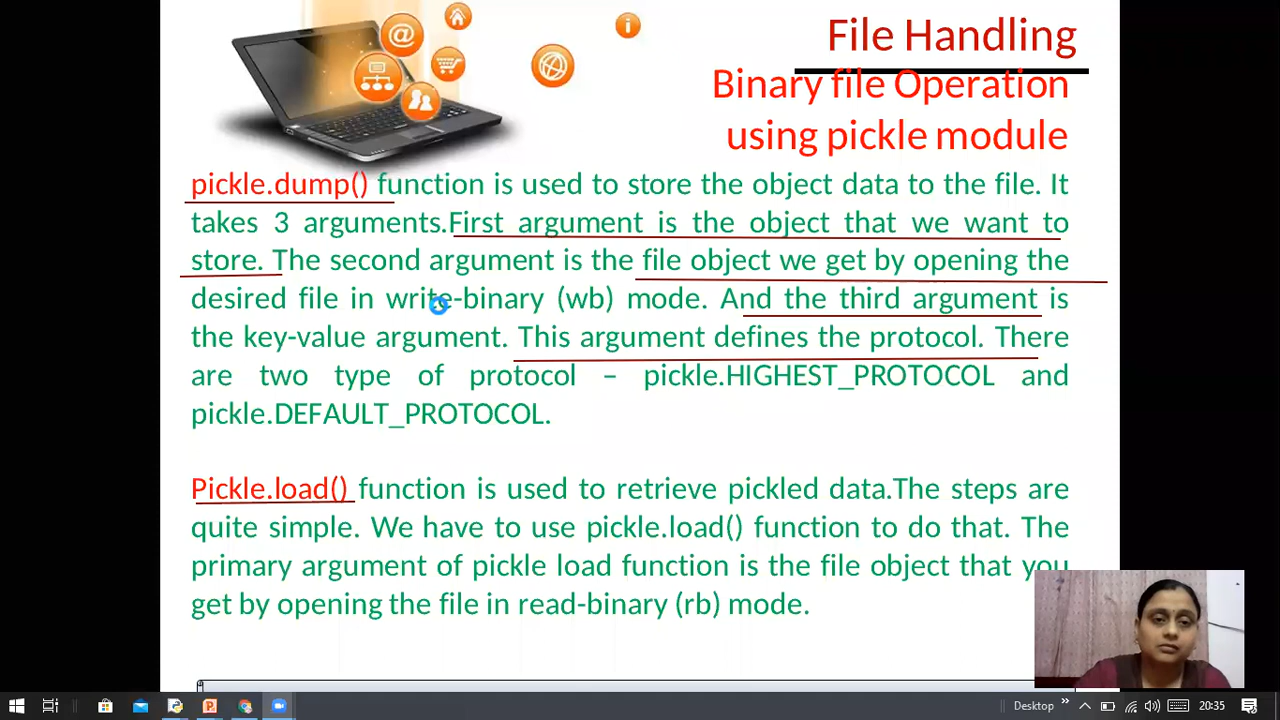 File Handling
Binary file Operation
using pickle module
pickle.dump() function is used to store the object data to the file. It
takes 3 arguments.First argument is the object that we want to
store. The second argument is the file object we get by opening the
desired file in write-binary (wb) mode. And the third argument is
the key-value argument. This argument defines the protocol. There
are two type of protocol – pickle.HIGHEST_PROTOCOL and
pickle.DEFAULT_PROTOCOL.
Pickle.load() function is used to retrieve pickled data.The steps are
quite simple. We have to use pickle.load() function to do that. The
primary argument of pickle load function is the file object that you
get by opening the file in read-binary (rb) mode.
Desktop
20:35